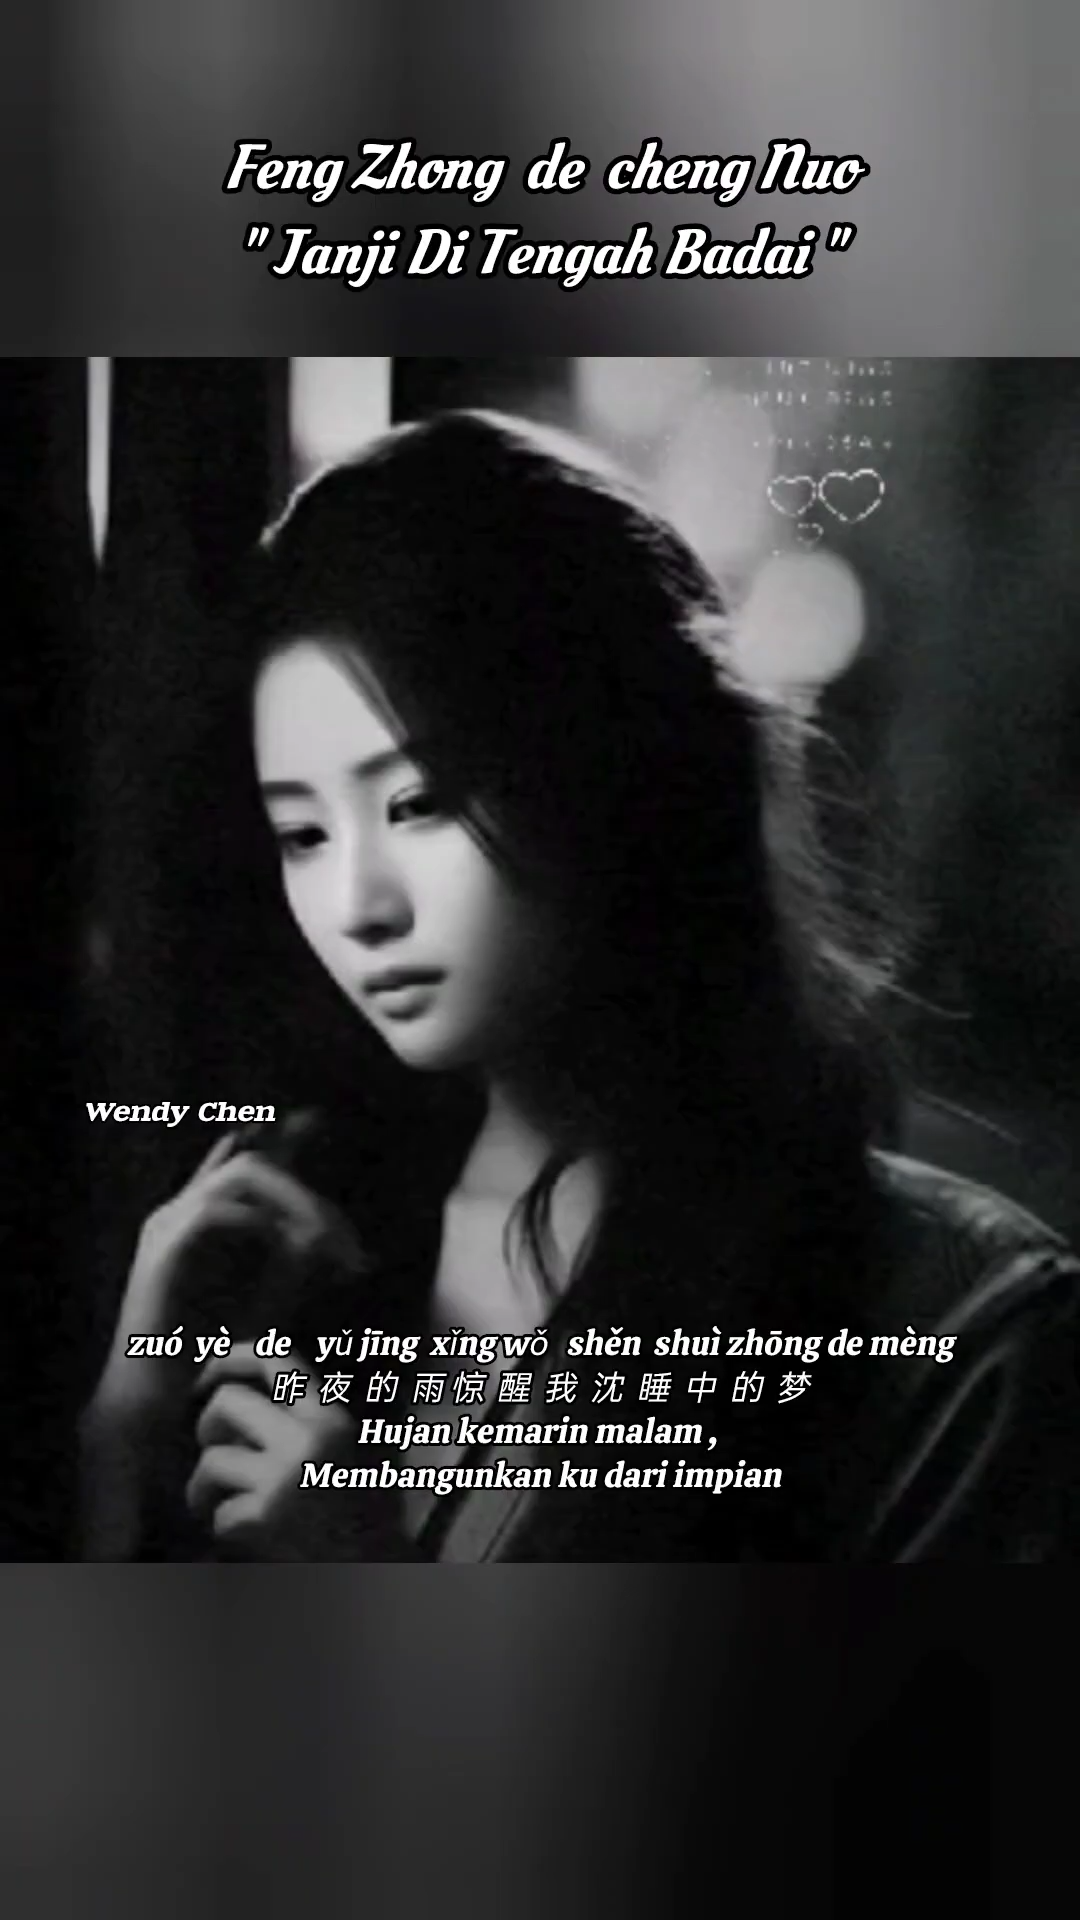 Feng Zhong de cheng Nuo
" Janji Di Tengah Badai "
Wendy Chen
zuó yè de yǔ jīng xǐng wǒ shěn shuì zhōng de mèng
昨夜的雨惊醒我沈睡中的梦
Hujan kemarin malam ,
Membangunkan ku dari impian